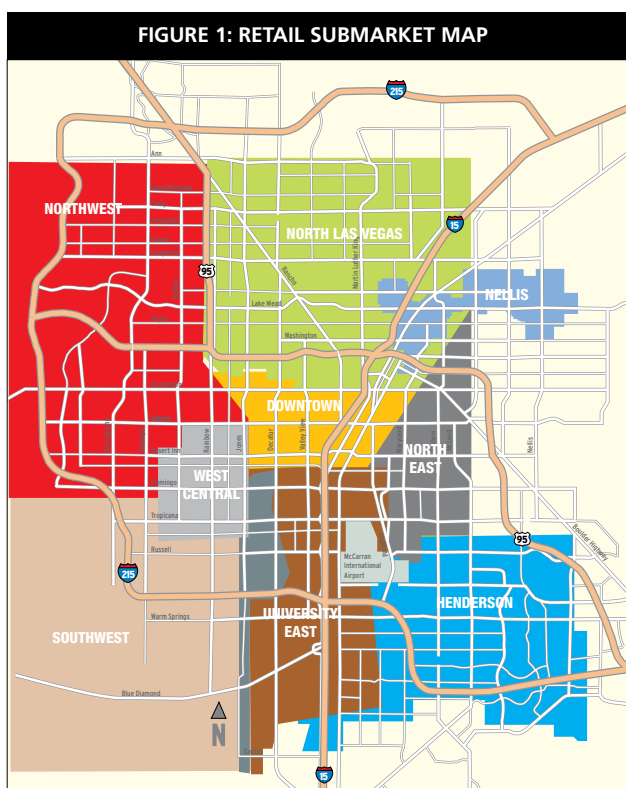 FIGURE 1: RETAIL SUBMARKET MAP
215
Ann
NORTHWEST
NORTH LAS VEGAS
15
Martin Luther King
95
Rancho
NELLIS
Lake Mead
Washington
DOWNTOWN
Rainbow
Jones
Decatur
Valley View
Maryland
Nellis
NORTH
EAST
Desert Inn
WEST
CENTRAL
Tropicana
95
Boulder Highway
Russell
McCarran
International
Airport
215
HENDERSON
Warm Springs
UNIVERSITY
EAST
SOUTHWEST
Blue Diamond
N
15